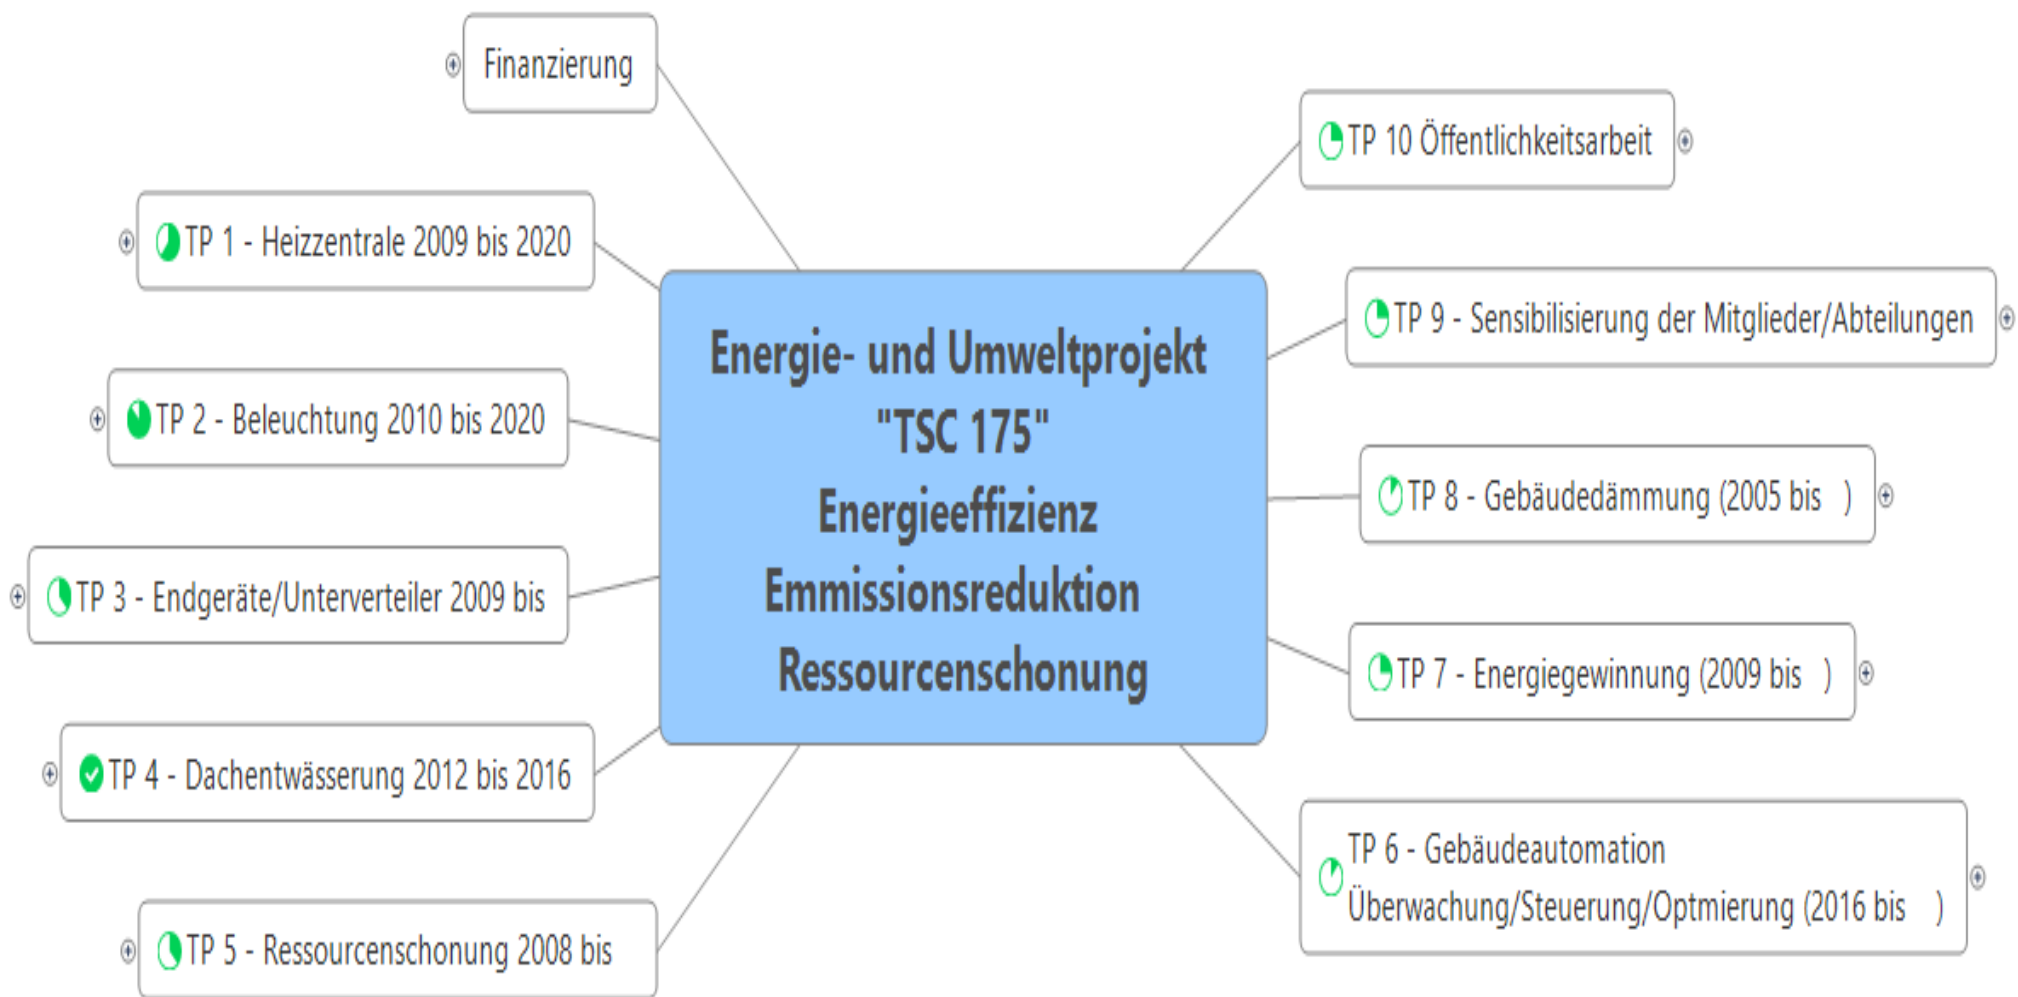 Finanzierung
TP 1 - Heizzentrale 2009 bis 2020
TP 2 - Beleuchtung 2010 bis 2020
TP 3 - Endgeräte/Unterverteiler 2009 bis
TP 4 - Dachentwässerung 2012 bis 2016
TP 5 - Ressourcenschonung 2008 bis
Energie- und Umweltprojekt
"TSC 175"
Energieeffizienz
Emmissionsreduktion
Ressourcenschonung
TP 10 Öffentlichkeitsarbeit
TP 9 - Sensibilisierung der Mitglieder/Abteilungen
TP 8 - Gebäudedämmung (2005 bis   )
TP 7 - Energiegewinnung (2009 bis   )
TP 6 - Gebäudeautomation
Überwachung/Steuerung/Optmierung (2016 bis    )